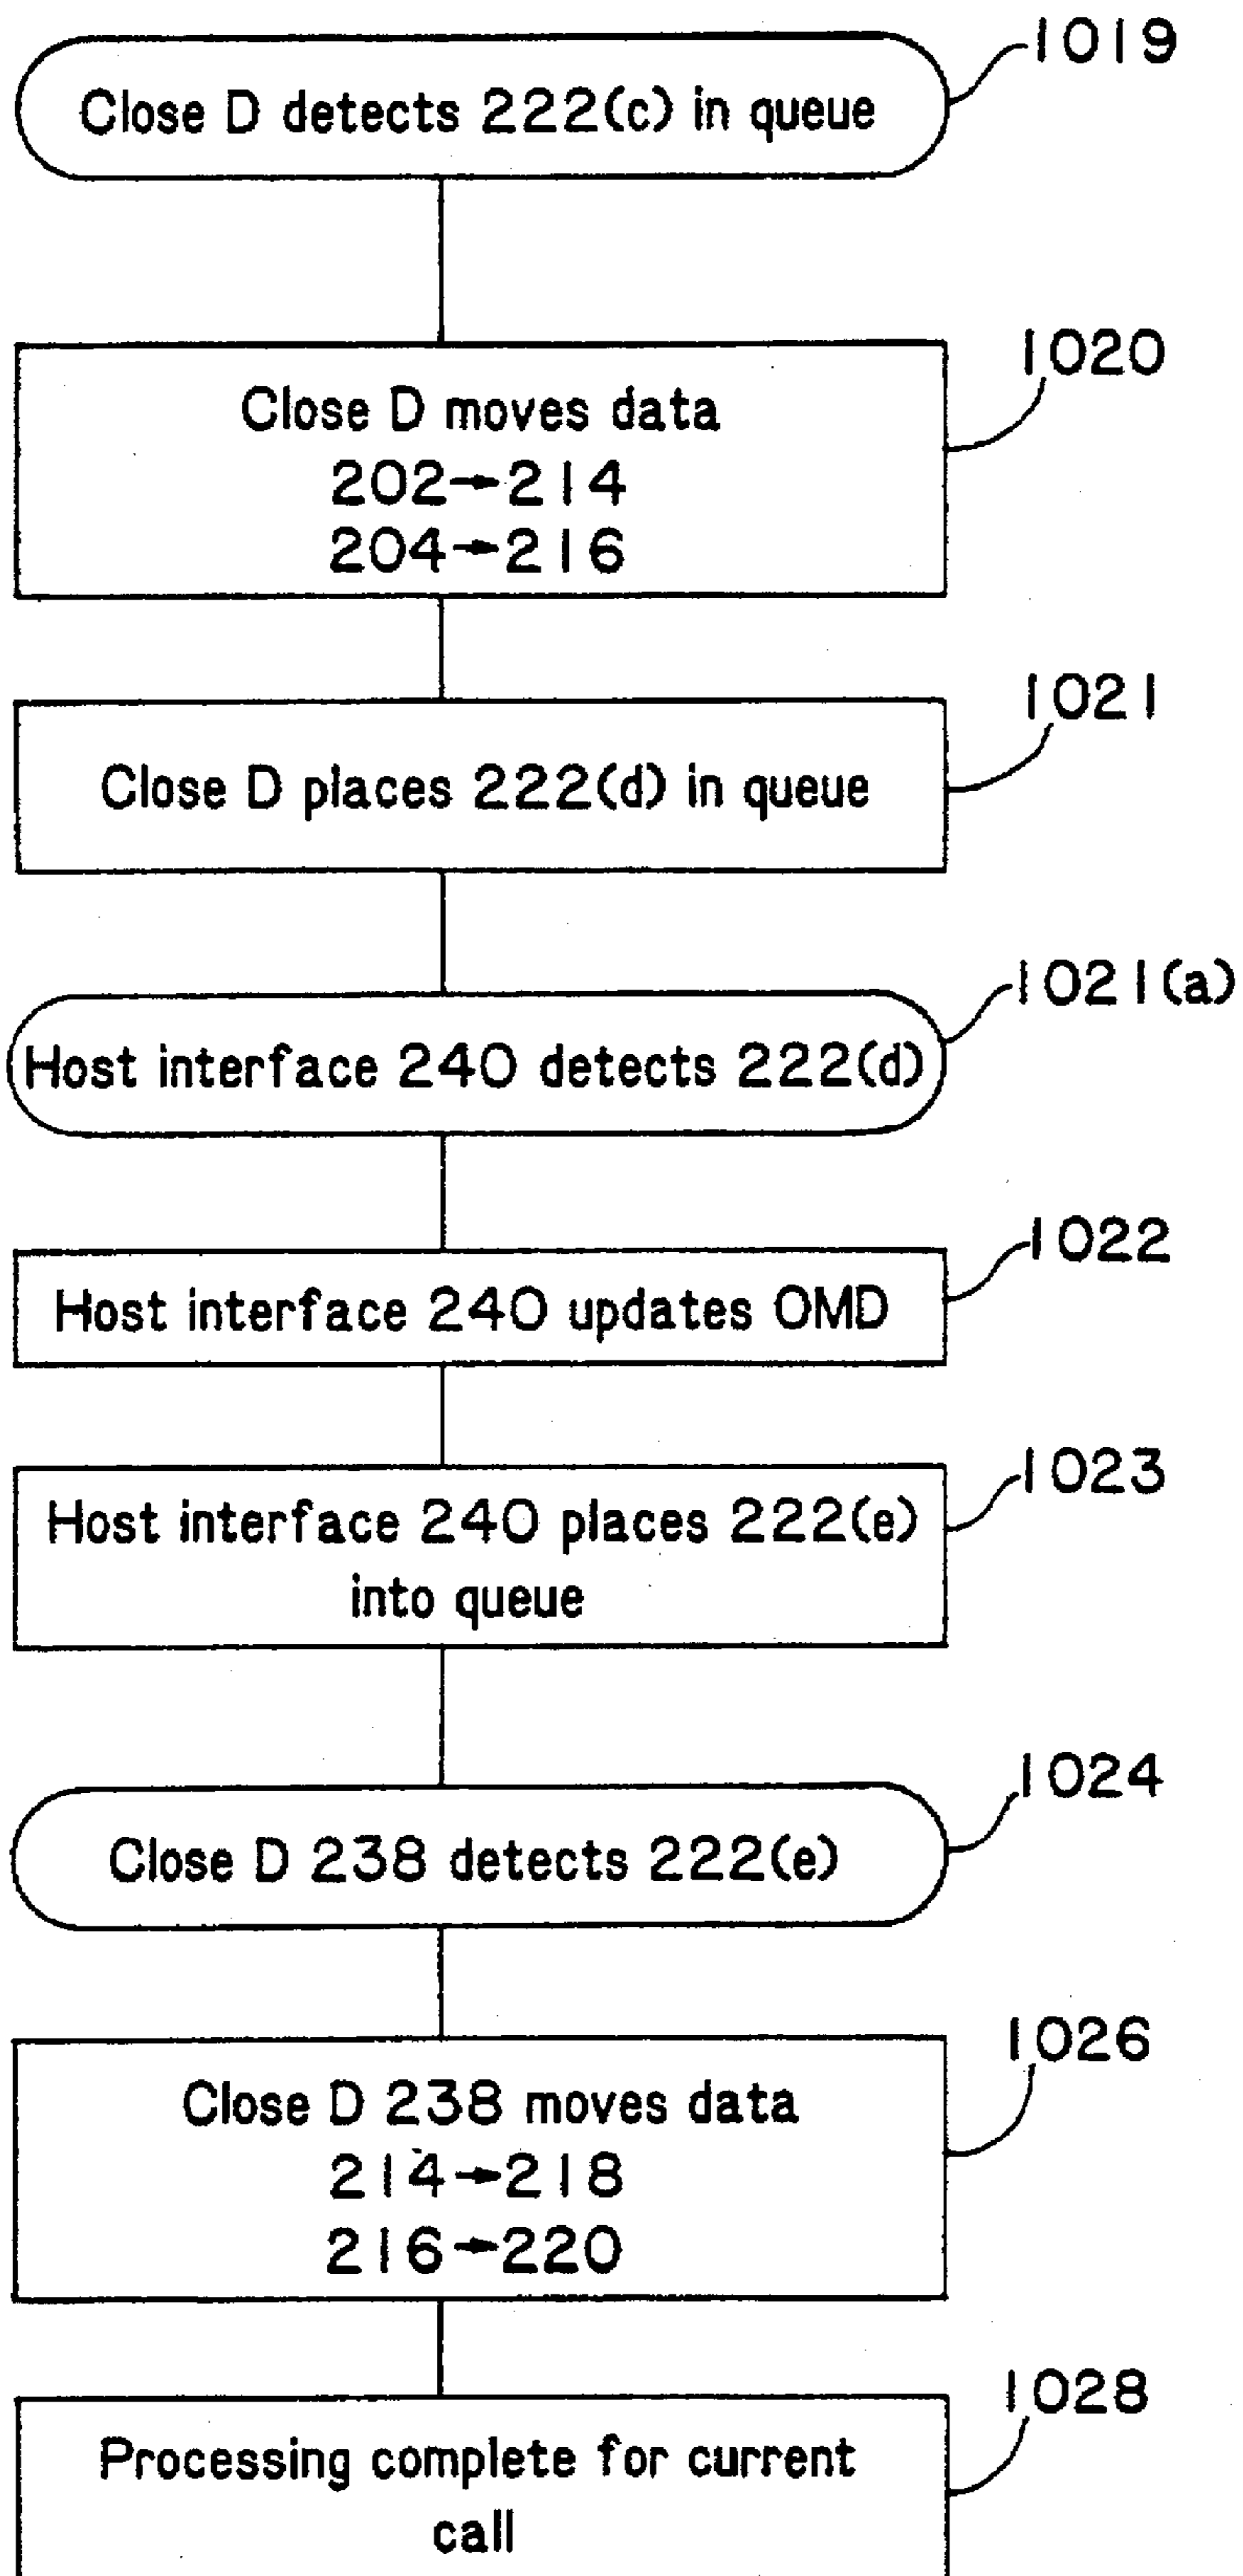 1019
Close D detects 222(c) in queue
1020
Close D moves data
202→214
204→216
1021
Close D places 222(d) in queue
1021(a)
Host interface 240 detects 222(d)
1022
Host interface 240 updates OMD
1023
Host interface 240 places 222(e)
into queue
1024
Close D 238 detects 222(e)
1026
Close D 238 moves data
214→218
216→220
1028
Processing complete for current
call